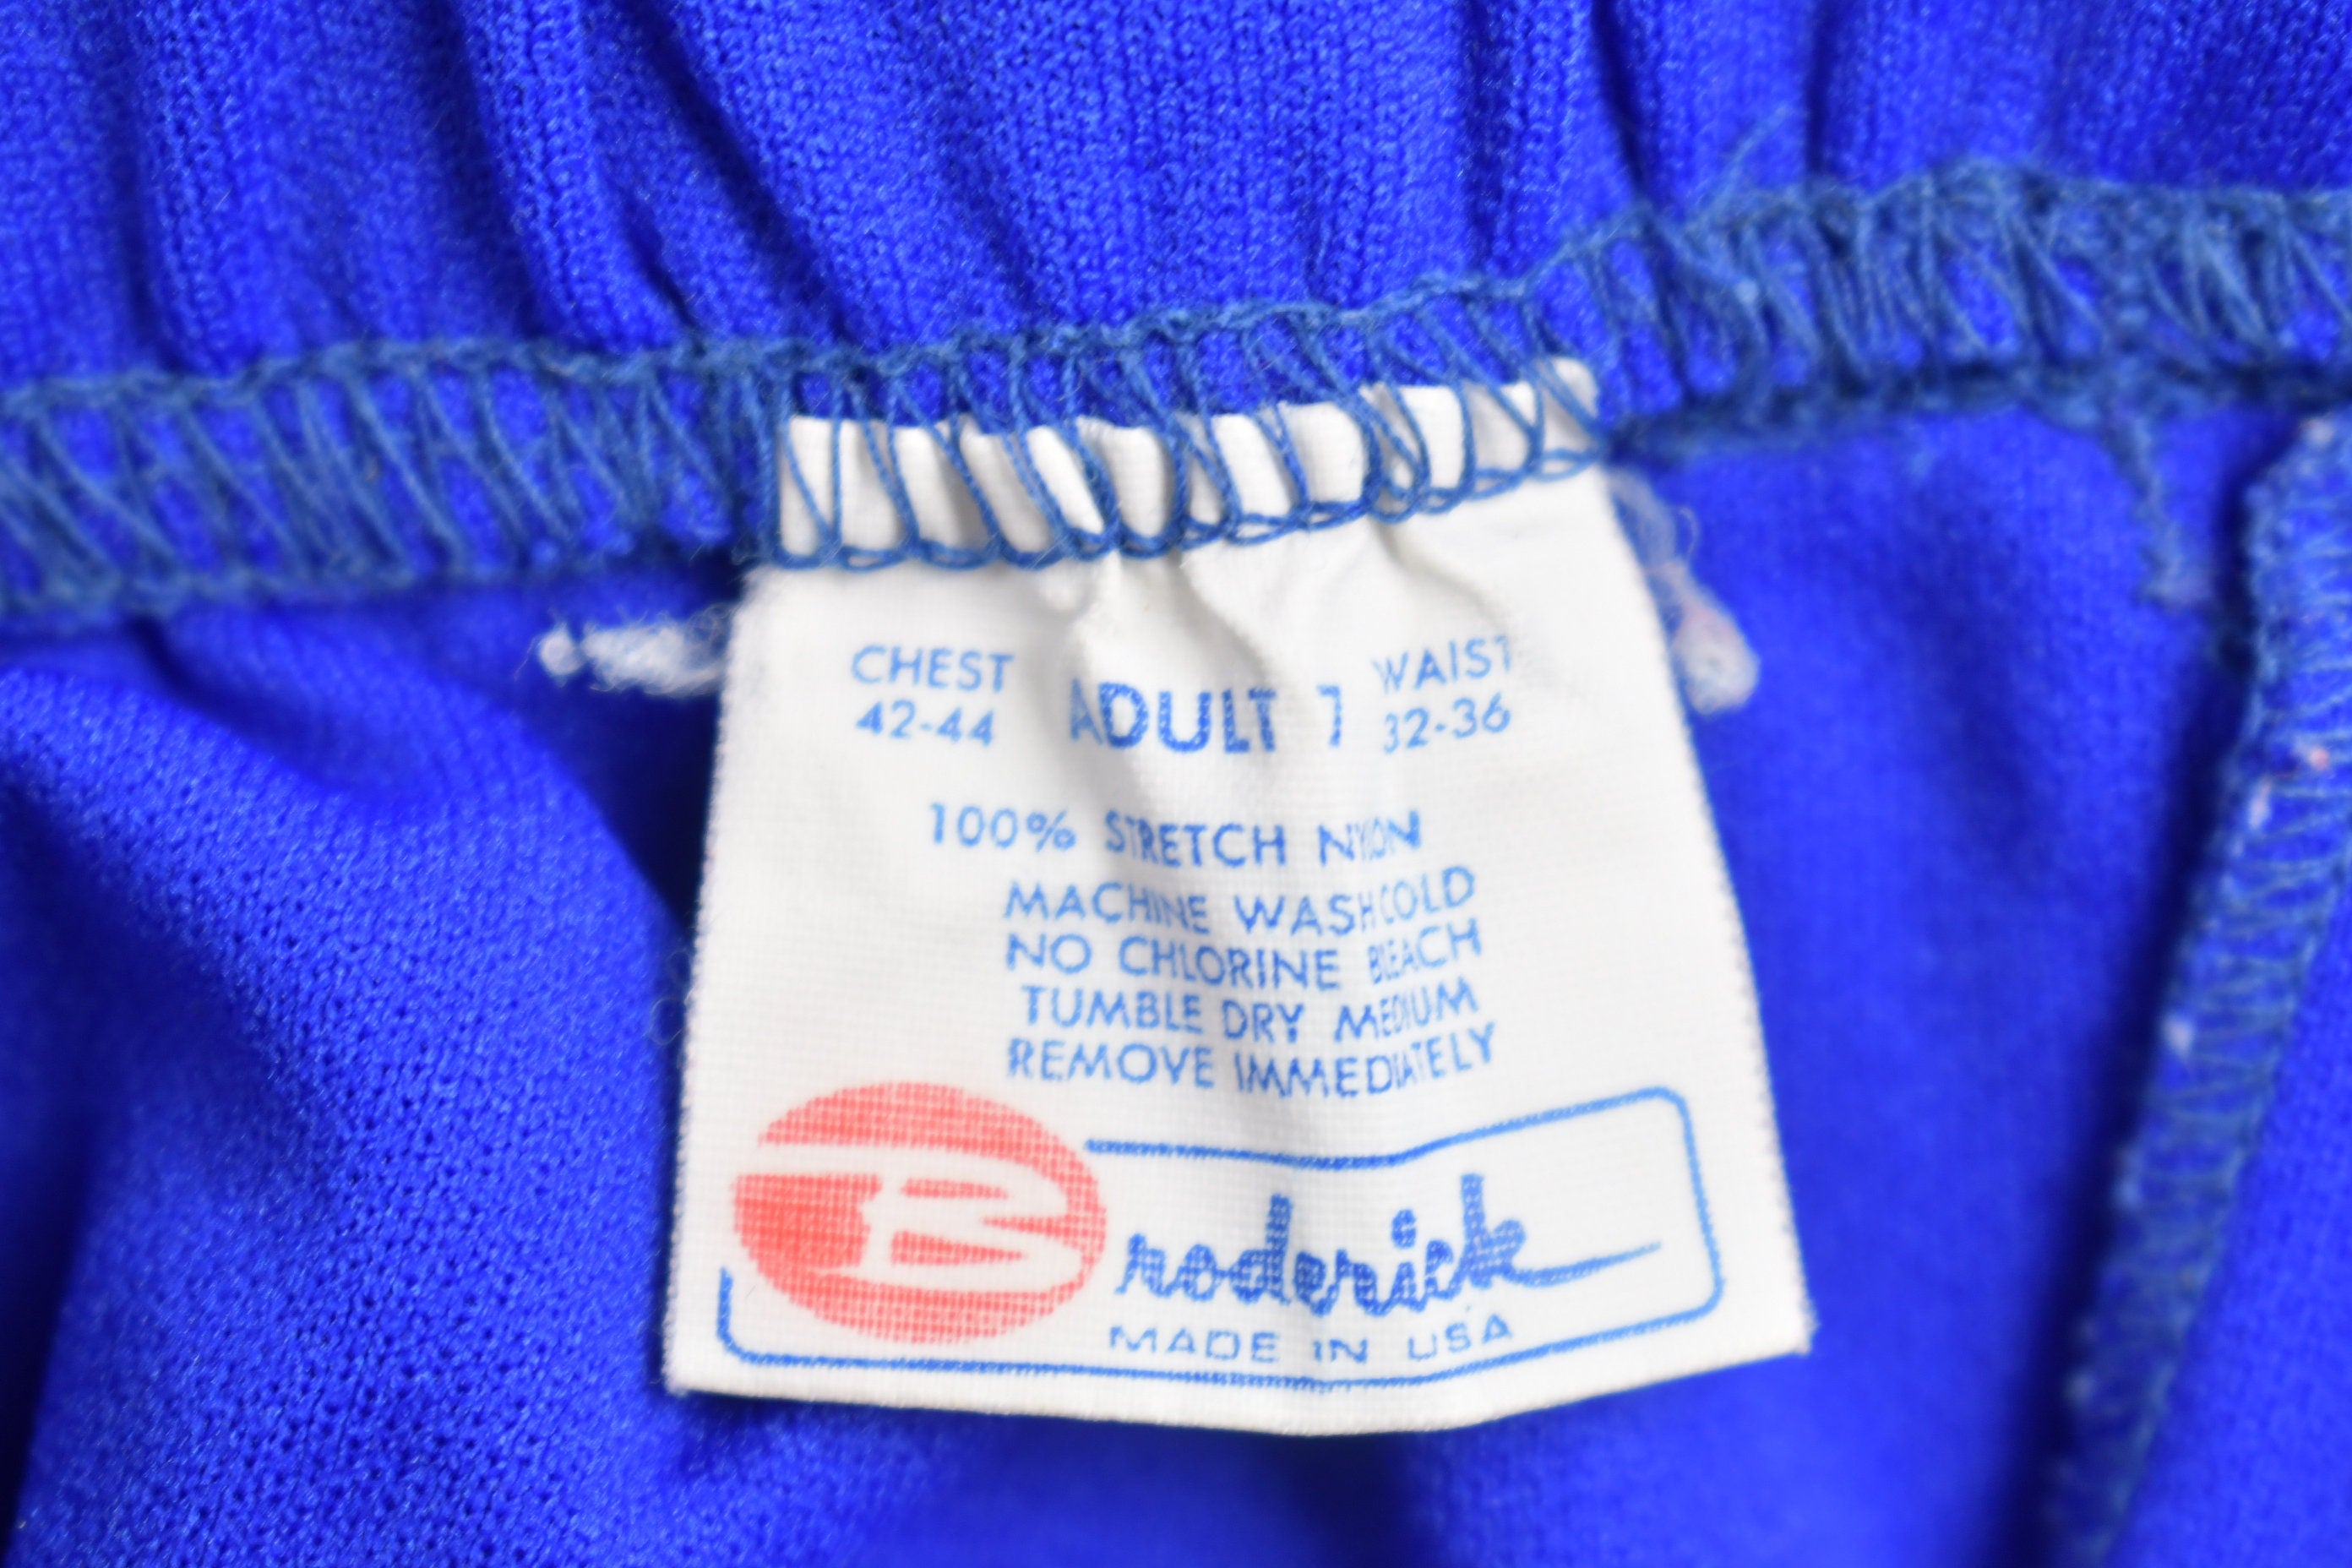 CHEST ADULT 1 WAIST
42-44 32-36
100% STRETCH NYLON
MACHINE WASH COLD
NO CHLORINE BLEACH
TUMBLE DRY MEDIUM
REMOVE IMMEDIATELY
Broderick
MADE IN USA